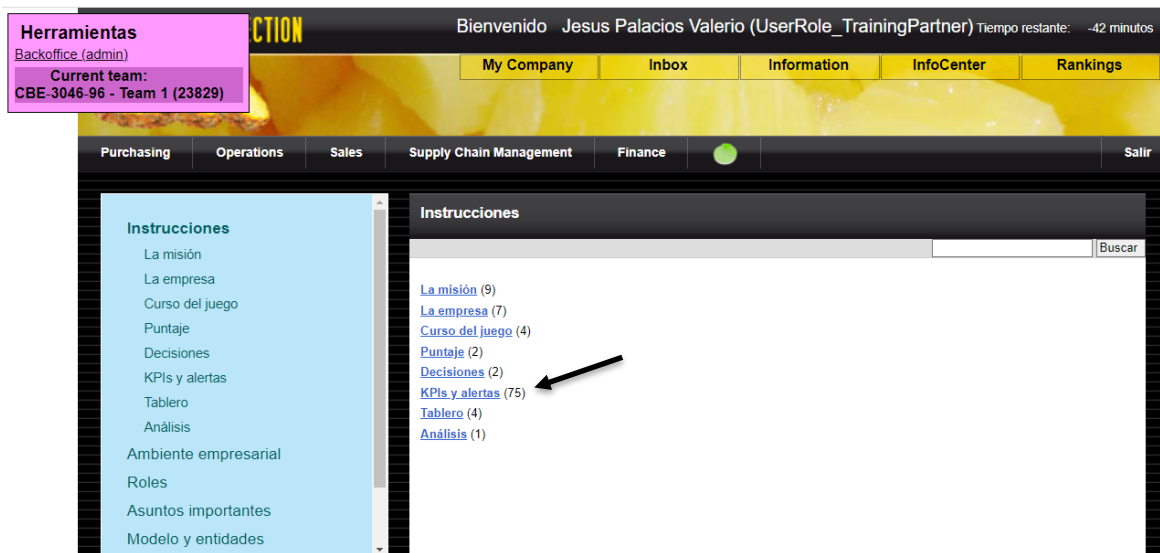 Herramientas
Backoffice (admin)
Current team:
CBE-3046-96 - Team 1 (23829)
ECTION
Bienvenido Jesus Palacios Valerio (UserRole_TrainingPartner) Tiempo restante: -42 minutos
My Company Inbox Information InfoCenter Rankings
Purchasing Operations Sales Supply Chain Management Finance Salir
Instrucciones
La misión
La empresa
Curso del juego
Puntaje
Decisiones
KPIs y alertas
Tablero
Análisis
Ambiente empresarial
Roles
Asuntos importantes
Modelo y entidades
Instrucciones
Buscar
La misión (9)
La empresa (7)
Curso del juego (4)
Puntaje (2)
Decisiones (2)
KPIs y alertas (75)
Tablero (4)
Análisis (1)